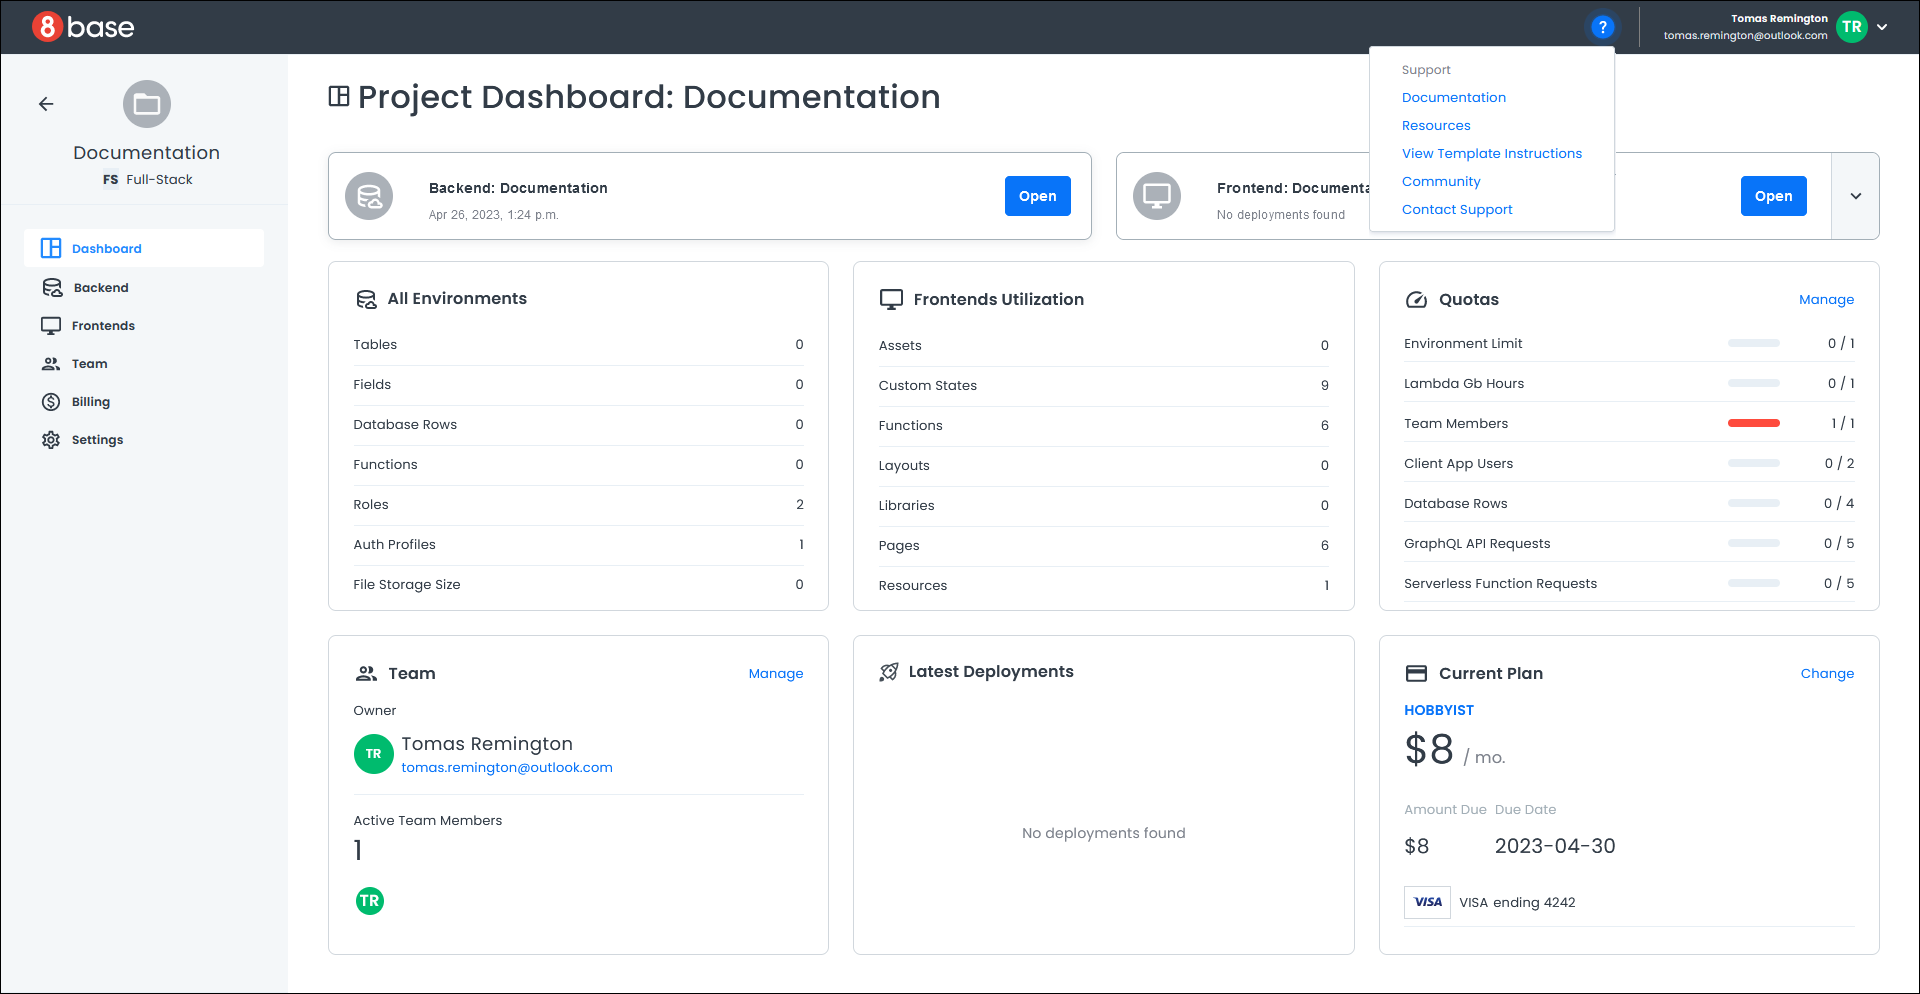 8base
?
Tomas Remington
tomas.remington@outlook.com
TR
Support
Documentation
Resources
View Template Instructions
Community
Contact Support
Documentation
FS Full-Stack
Dashboard
Backend
Frontends
Team
Billing
Settings
Project Dashboard: Documentation
Backend: Documentation
Apr 26, 2023, 1:24 p.m.
Open
Frontend: Documenta
No deployments found
Open
All Environments
Tables 0
Fields 0
Database Rows 0
Functions 0
Roles 2
Auth Profiles 1
File Storage Size 0
Frontends Utilization
Assets 0
Custom States 9
Functions 6
Layouts 0
Libraries 0
Pages 6
Resources 1
Quotas Manage
Environment Limit 0 / 1
Lambda Gb Hours 0 / 1
Team Members 1 / 1
Client App Users 0 / 2
Database Rows 0 / 4
GraphQL API Requests 0 / 5
Serverless Function Requests 0 / 5
Team Manage
Owner
TR
Tomas Remington
tomas.remington@outlook.com
Active Team Members
1
TR
Latest Deployments
No deployments found
Current Plan Change
HOBBYIST
$8 / mo.
Amount Due Due Date
$8 2023-04-30
VISA VISA ending 4242